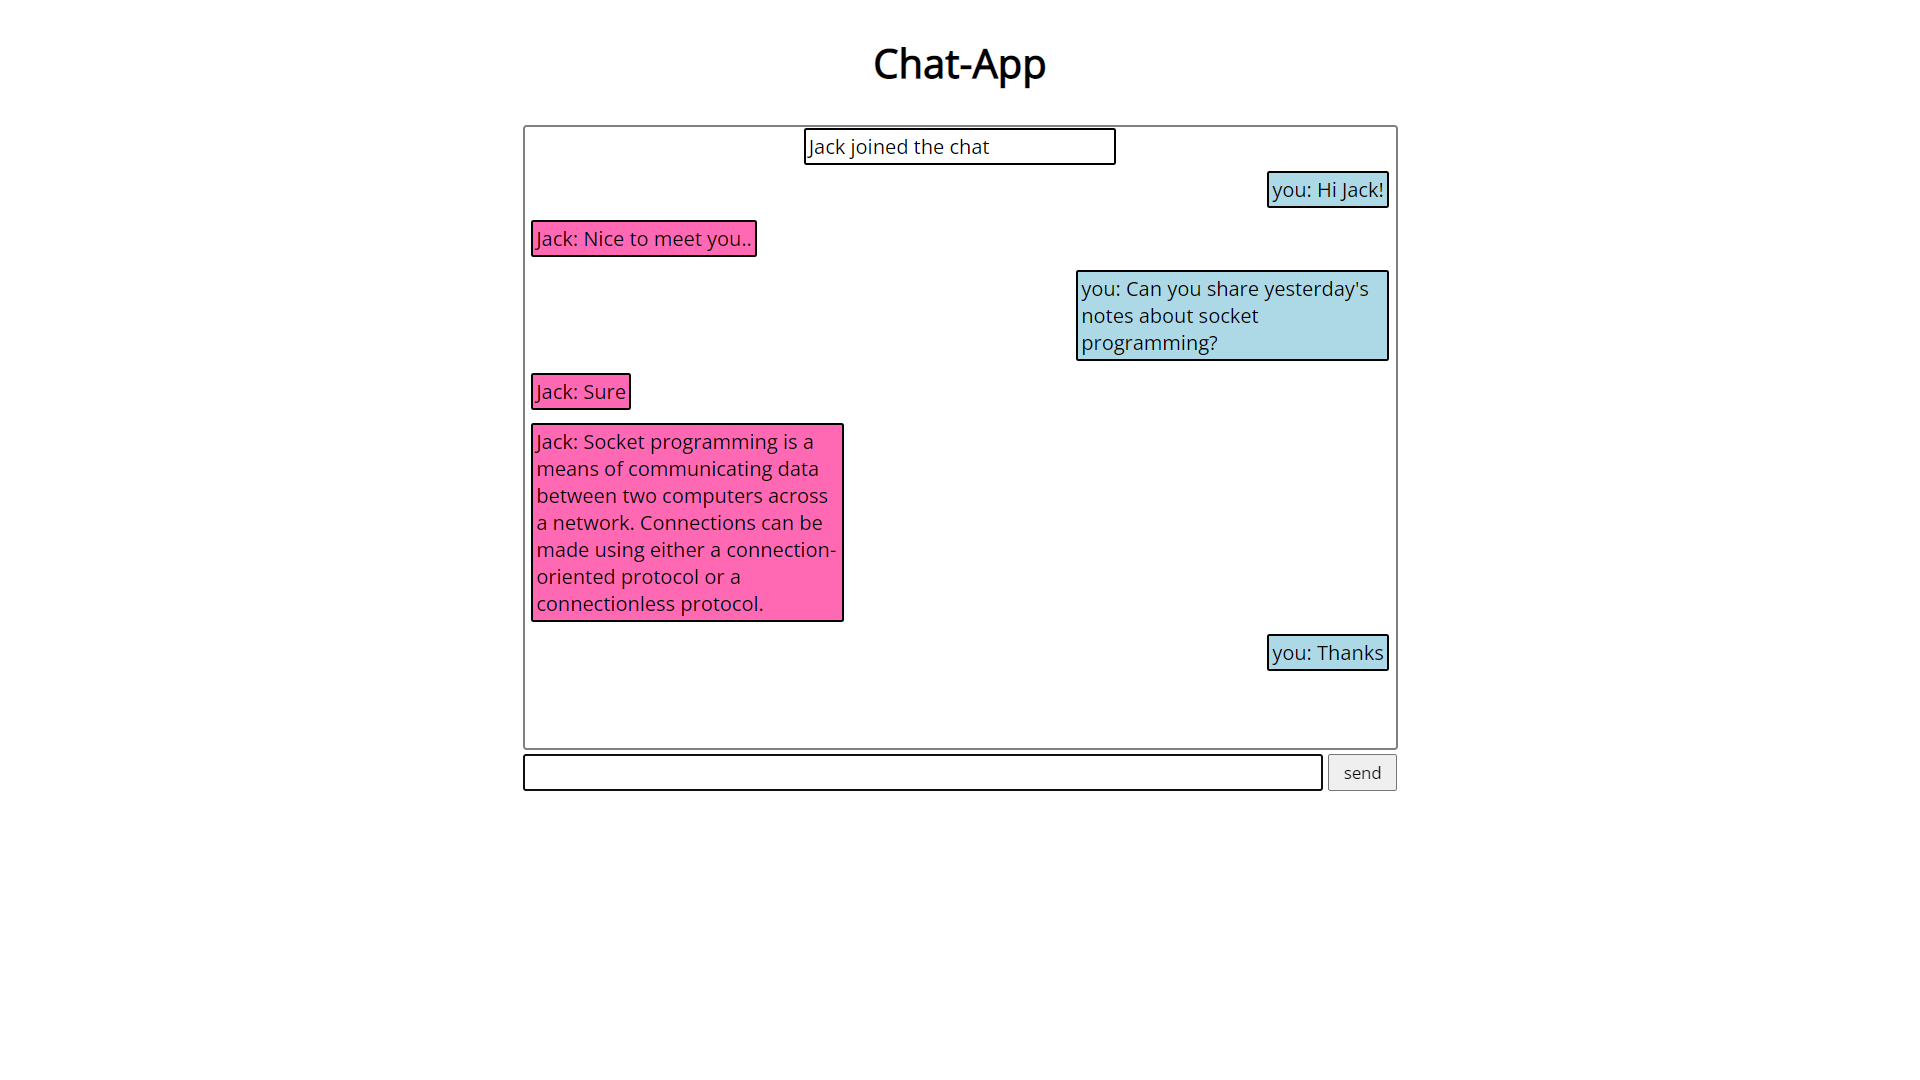 Chat-App
Jack joined the chat
you: Hi Jack!
Jack: Nice to meet you..
you: Can you share yesterday's
notes about socket
programming?
Jack: Sure
Jack: Socket programming is a
means of communicating data
between two computers across
a network. Connections can be
made using either a connection-
oriented protocol or a
connectionless protocol.
you: Thanks
send